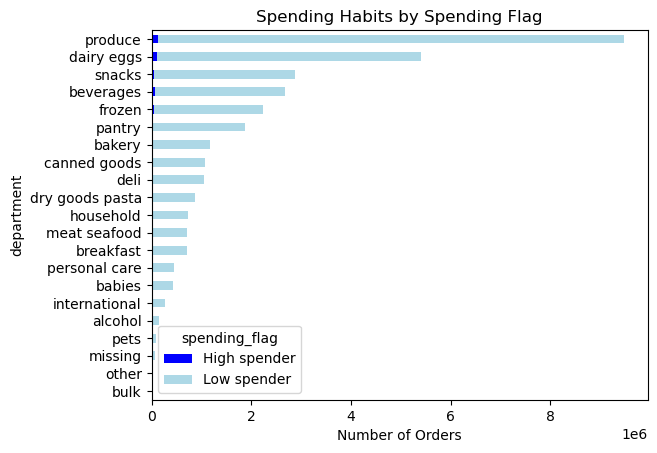 Spending Habits by Spending Flag
produce
dairy eggs
snacks
beverages
frozen
pantry
bakery
canned goods
deli
dry goods pasta
household
meat seafood
breakfast
personal care
babies
international
alcohol
pets
missing
other
bulk
department
spending_flag
High spender
Low spender
0 2 4 6 8
1e6
Number of Orders